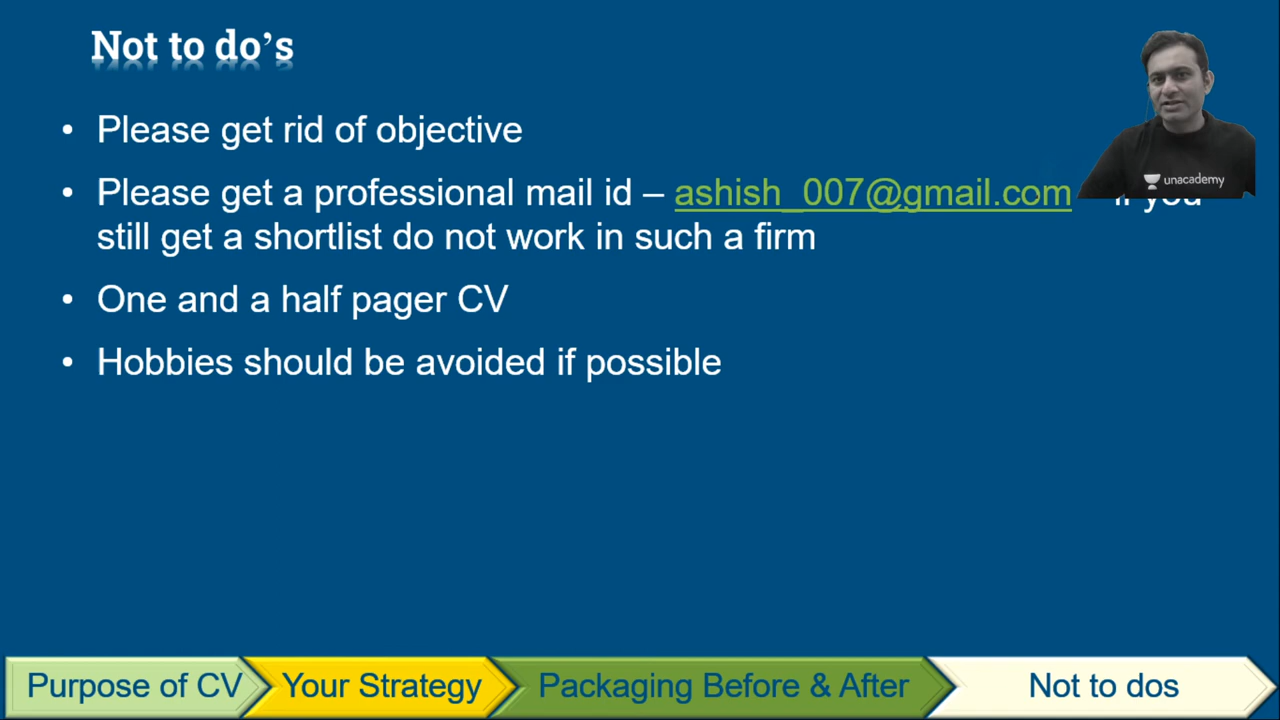 Not to do's
• Please get rid of objective
• Please get a professional mail id – ashish_007@gmail.com if you
still get a shortlist do not work in such a firm
• One and a half pager CV
• Hobbies should be avoided if possible
unacademy
Purpose of CV Your Strategy Packaging Before & After Not to dos